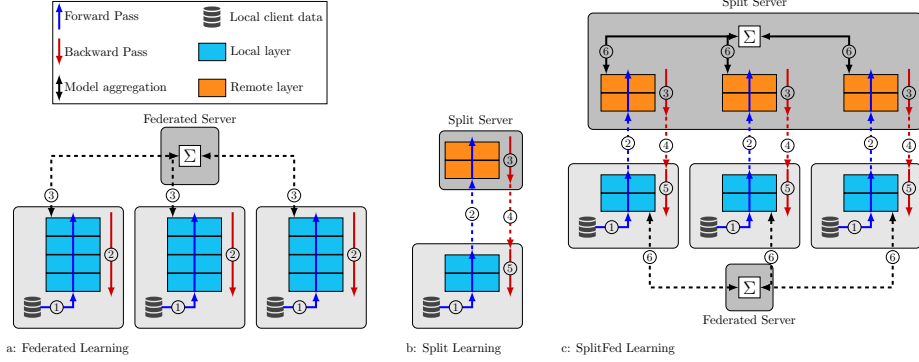 Forward Pass
Local client data
Backward Pass
Local layer
Model aggregation
Remote layer
Federated Server
Σ
3
3
3
2
2
2
1
1
1
a: Federated Learning
Split Server
3
2
4
5
1
b: Split Learning
Split Server
Σ
6
6
6
3
3
3
2
4
2
4
2
4
5
5
5
1
1
1
6
6
6
Σ
Federated Server
c: SplitFed Learning